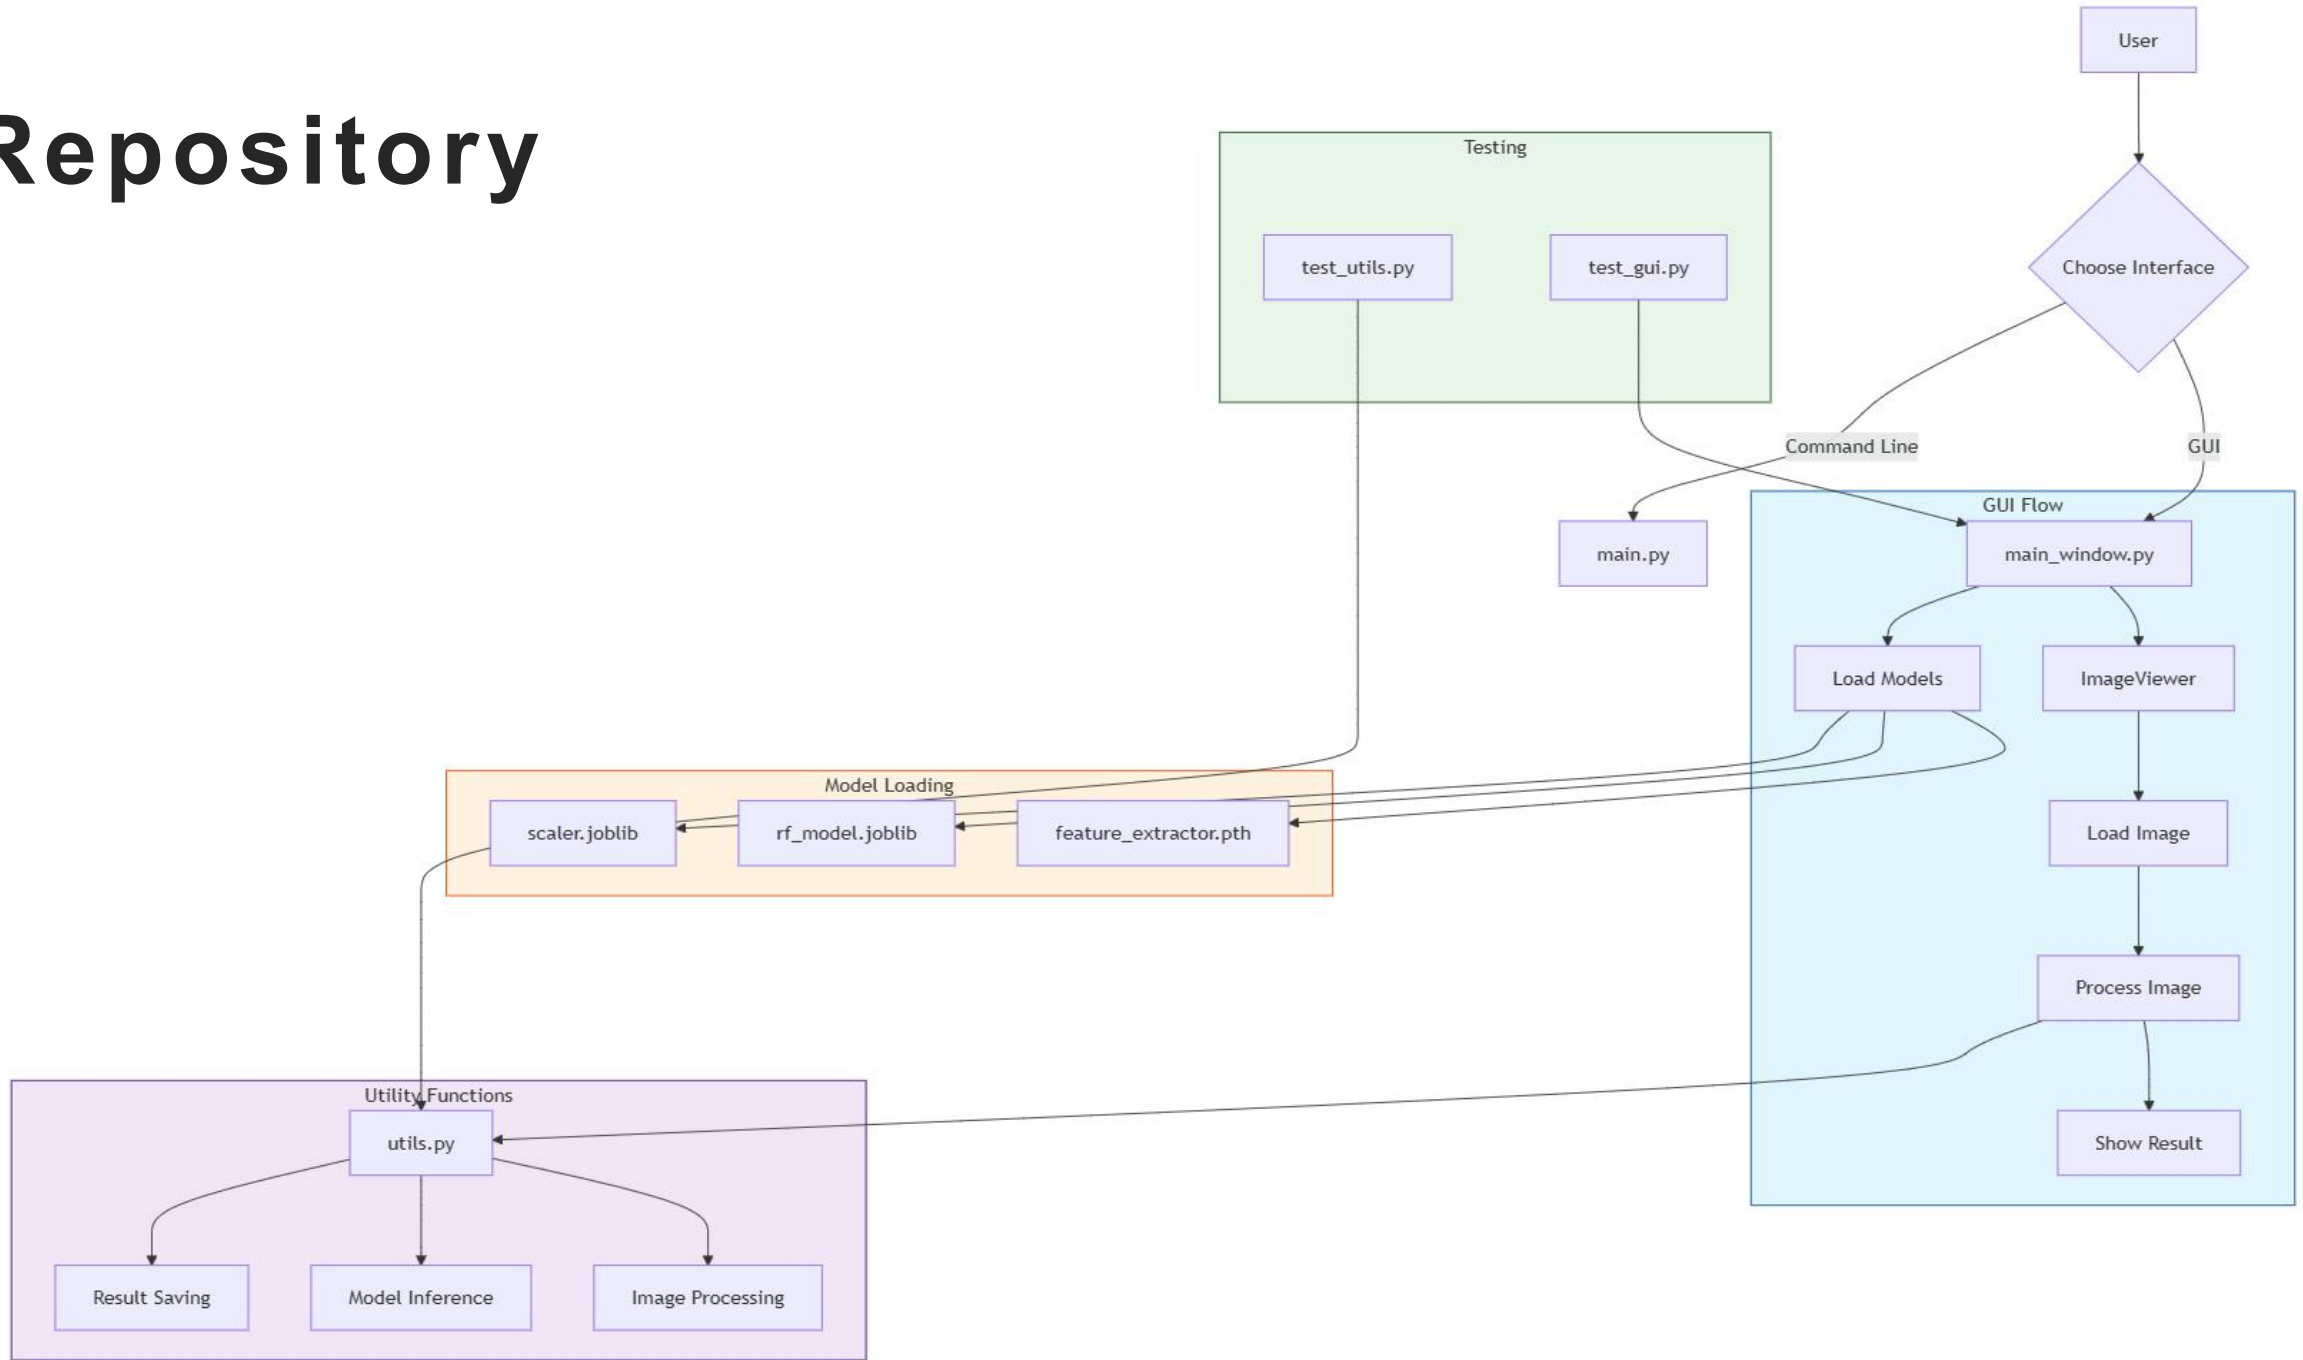 Repository
User
Testing
test_utils.py
test_gui.py
Choose Interface
Command Line
GUI
GUI Flow
main.py
main_window.py
Load Models
ImageViewer
Model Loading
scaler.joblib
rf_model.joblib
feature_extractor.pth
Load Image
Process Image
Utility Functions
utils.py
Show Result
Result Saving
Model Inference
Image Processing